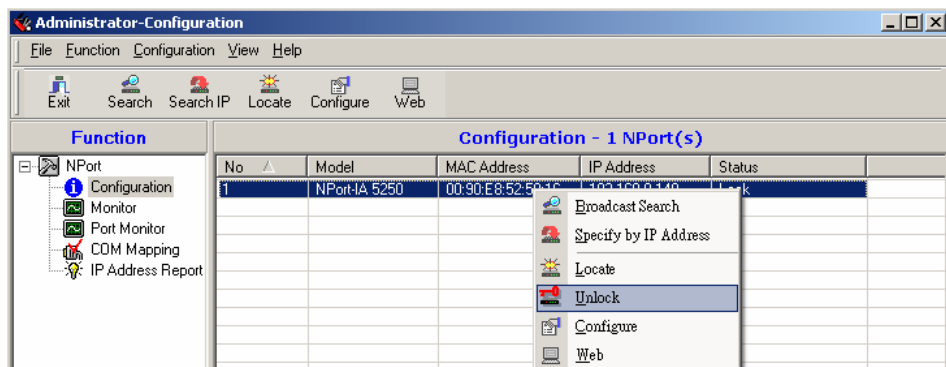 Administrator-Configuration
File Function Configuration View Help
Exit Search Search IP Locate Configure Web
Function
Configuration - 1 NPort(s)
NPort
Configuration
Monitor
Port Monitor
COM Mapping
IP Address Report
No Model MAC Address IP Address Status
1 NPort-IA 5250
Broadcast Search
Specify by IP Address
Locate
Unlock
Configure
Web